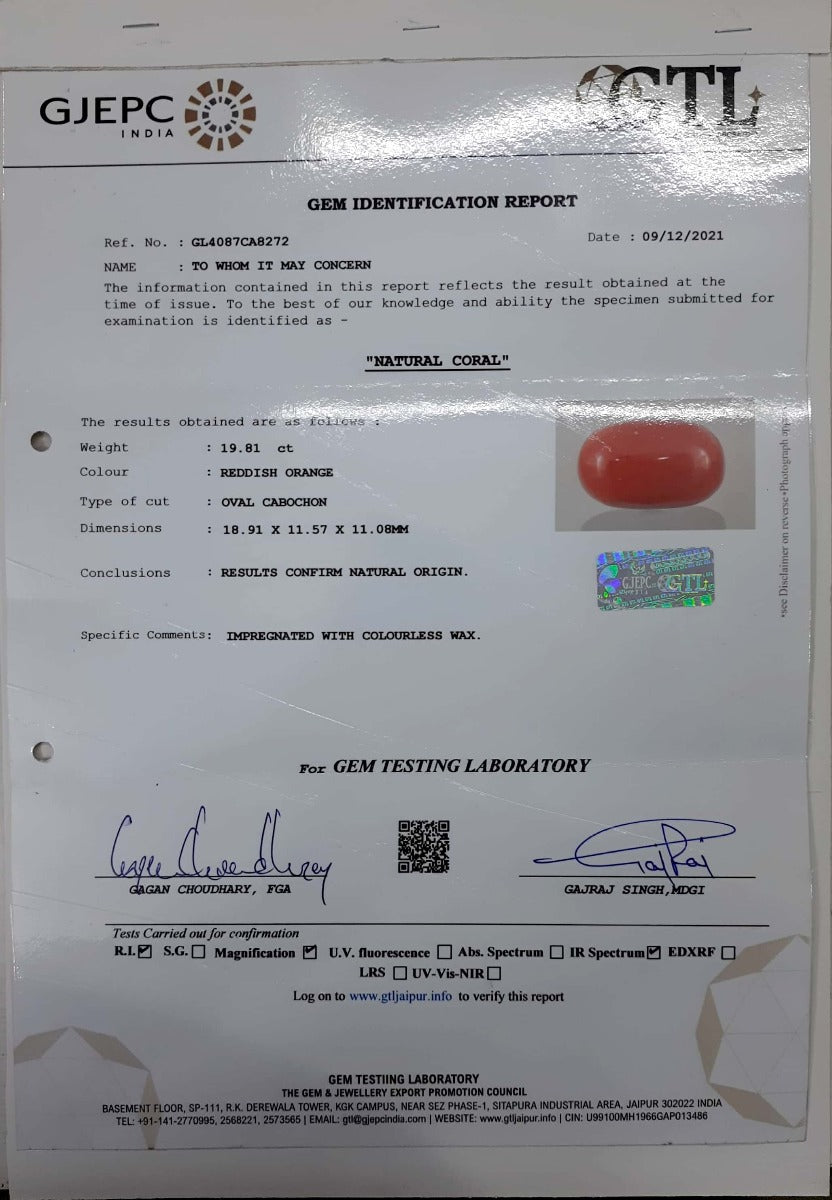 GJEPC
INDIA
GTL
GEM IDENTIFICATION REPORT
Ref. No. : GL4087CA8272
Date : 09/12/2021
NAME : TO WHOM IT MAY CONCERN
The information contained in this report reflects the result obtained at the
time of issue. To the best of our knowledge and ability the specimen submitted for
examination is identified as -
"NATURAL CORAL"
The results obtained are as follows :
Weight : 19.81 ct
Colour : REDDISH ORANGE
Type of cut : OVAL CABOCHON
Dimensions : 18.91 X 11.57 X 11.08MM
Conclusions : RESULTS CONFIRM NATURAL ORIGIN.
Specific Comments: IMPREGNATED WITH COLOURLESS WAX.
*see Disclaimer on reverse *Photograph
GJEPC GTL
For GEM TESTING LABORATORY
GAGAN CHOUDHARY, FGA
GAJRAJ SINGH,MDGI
Tests Carried out for confirmation
R.I. S.G. Magnification U.V. fluorescence Abs. Spectrum IR Spectrum EDXRF
LRS UV-Vis-NIR
Log on to www.gtljaipur.info to verify this report
GEM TESTIING LABORATORY
THE GEM & JEWELLERY EXPORT PROMOTION COUNCIL
BASEMENT FLOOR, SP-111, R.K. DEREWALA TOWER, KGK CAMPUS, NEAR SEZ PHASE-1, SITAPURA INDUSTRIAL AREA, JAIPUR 302022 INDIA
TEL: +91-141-2770995, 2568221, 2573565 | EMAIL: gtl@gjepcindia.com | WEBSITE: www.gtljaipur.info | CIN: U99100MH1966GAP013486